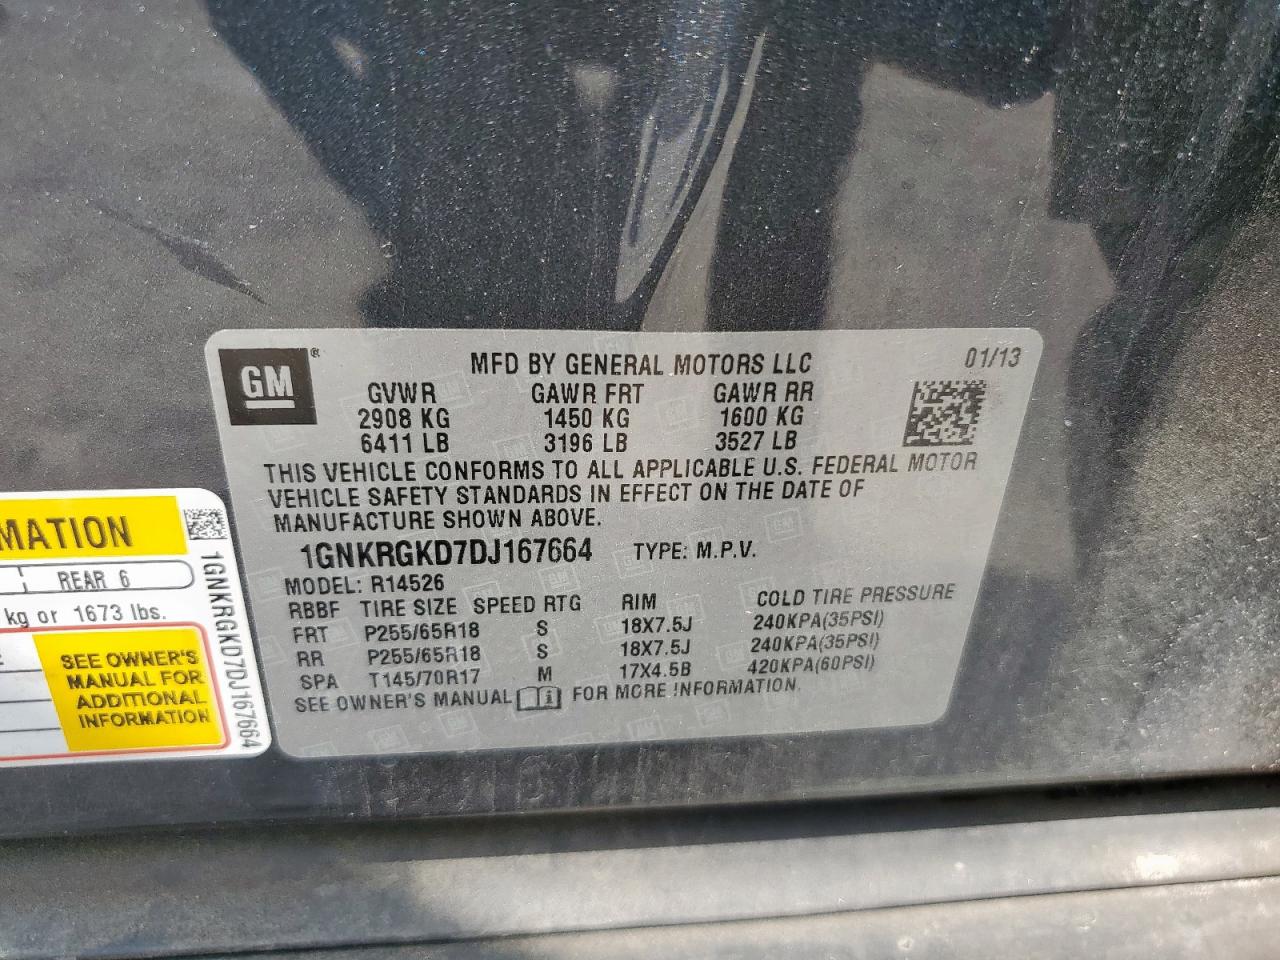 GM®
MFD BY GENERAL MOTORS LLC 01/13
GVWR GAWR FRT GAWR RR
2908 KG 1450 KG 1600 KG
6411 LB 3196 LB 3527 LB
THIS VEHICLE CONFORMS TO ALL APPLICABLE U.S. FEDERAL MOTOR
VEHICLE SAFETY STANDARDS IN EFFECT ON THE DATE OF
MANUFACTURE SHOWN ABOVE.
1GNKRGKD7DJ167664 TYPE: M.P.V.
MODEL: R14526
RBBF TIRE SIZE SPEED RTG RIM COLD TIRE PRESSURE
FRT P255/65R18 S 18X7.5J 240KPA(35PSI)
RR P255/65R18 S 18X7.5J 240KPA(35PSI)
SPA T145/70R17 M 17X4.5B 420KPA(60PSI)
SEE OWNER'S MANUAL FOR MORE INFORMATION.
MATION
REAR 6
kg or 1673 lbs.
SEE OWNER'S
MANUAL FOR
ADDITIONAL
INFORMATION
1GNKRGKD7DJ167664